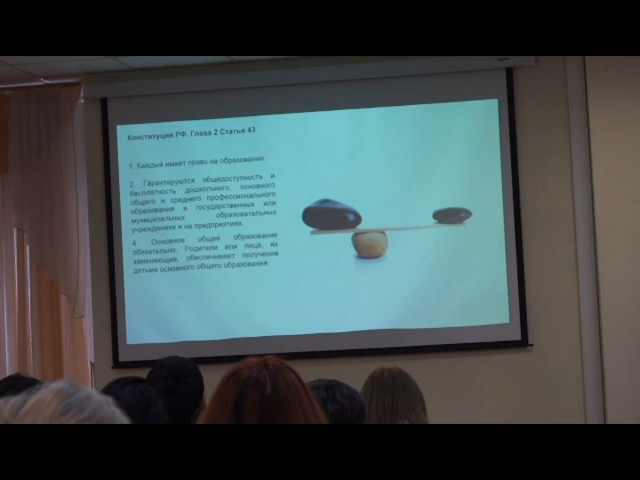 Конституция РФ. Глава 2 Статья 43
1. Каждый имеет право на образование.
2. Гарантируются общедоступность и
бесплатность дошкольного, основного
общего и среднего профессионального
образования в государственных или
муниципальных образовательных
учреждениях и на предприятиях.
4. Основное общее образование
обязательно. Родители или лица, их
заменяющие, обеспечивают получение
детьми основного общего образования.